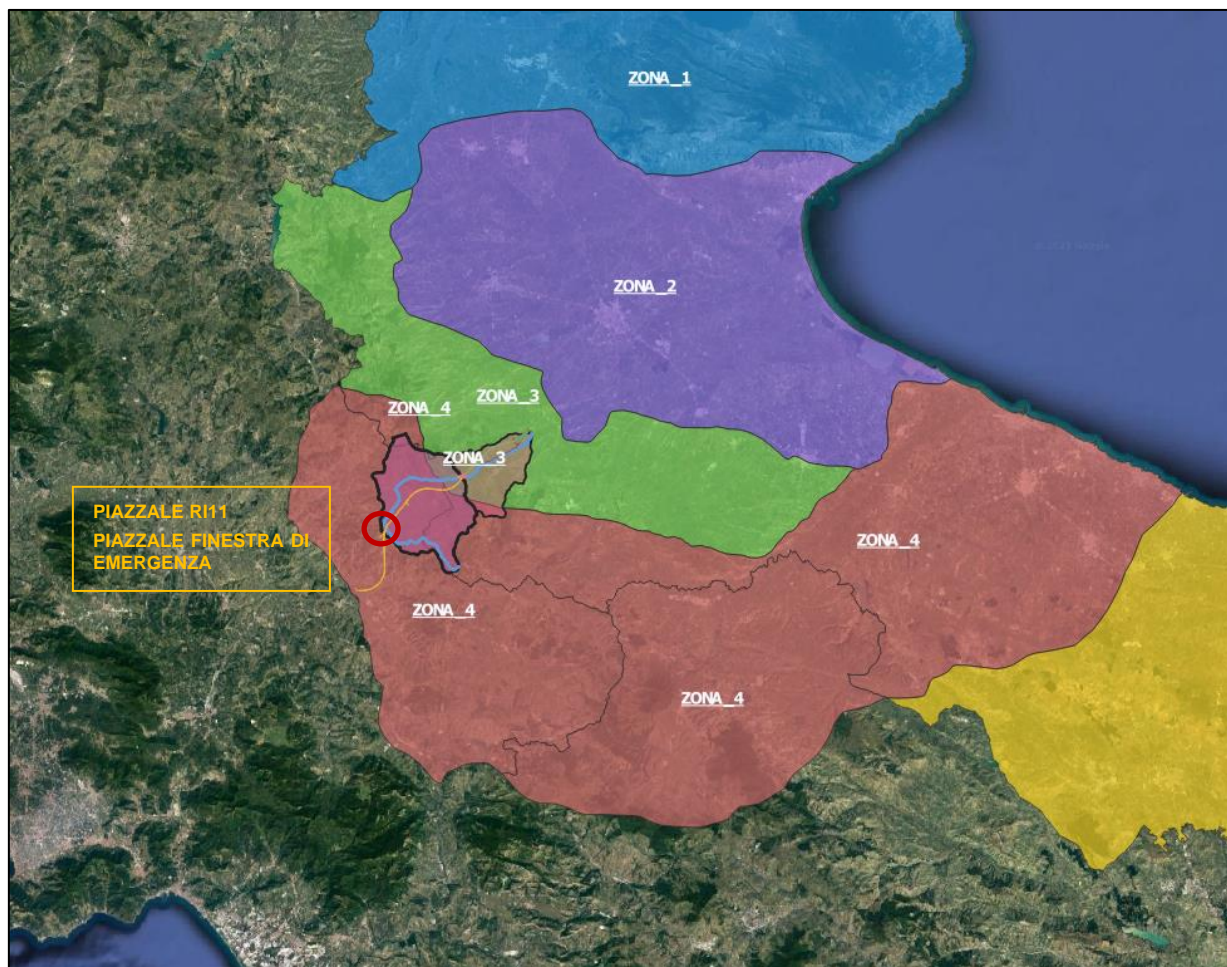 ZONA_1
ZONA_2
ZONA_3
ZONA_4
ZONA_3
PIAZZALE RI11
PIAZZALE FINESTRA DI
EMERGENZA
ZONA_4
ZONA_4
ZONA_4